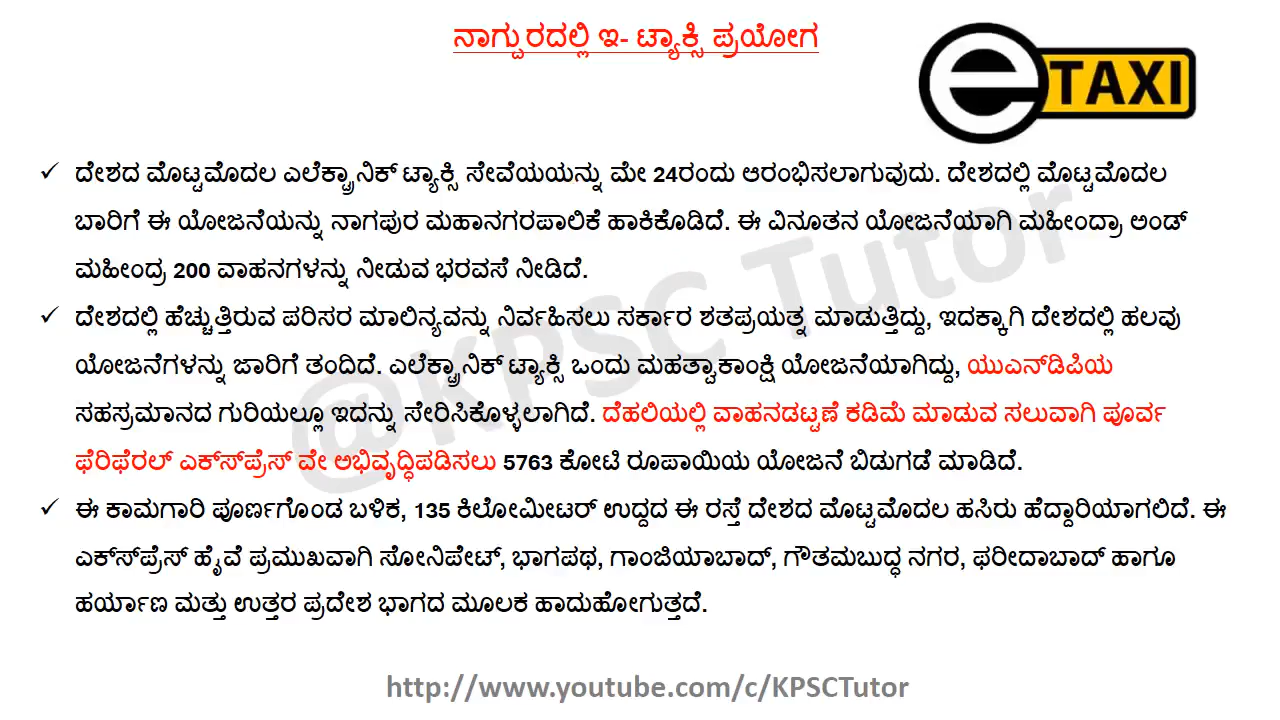 ನಾಗ್ಪುರದಲ್ಲಿ ಇ- ಟ್ಯಾಕ್ಸಿ ಪ್ರಯೋಗ
e TAXI
✓ ದೇಶದ ಮೊಟ್ಟಮೊದಲ ಎಲೆಕ್ಟ್ರಾನಿಕ್ ಟ್ಯಾಕ್ಸಿ ಸೇವೆಯಯನ್ನು ಮೇ 24ರಂದು ಆರಂಭಿಸಲಾಗುವುದು. ದೇಶದಲ್ಲಿ ಮೊಟ್ಟಮೊದಲ
ಬಾರಿಗೆ ಈ ಯೋಜನೆಯನ್ನು ನಾಗಪುರ ಮಹಾನಗರಪಾಲಿಕೆ ಹಾಕಿಕೊಡಿದೆ. ಈ ವಿನೂತನ ಯೋಜನೆಯಾಗಿ ಮಹೀಂದ್ರಾ ಅಂಡ್
ಮಹೀಂದ್ರ 200 ವಾಹನಗಳನ್ನು ನೀಡುವ ಭರವಸೆ ನೀಡಿದೆ.
✓ ದೇಶದಲ್ಲಿ ಹೆಚ್ಚುತ್ತಿರುವ ಪರಿಸರ ಮಾಲಿನ್ಯವನ್ನು ನಿರ್ವಹಿಸಲು ಸರ್ಕಾರ ಶತಪ್ರಯತ್ನ ಮಾಡುತ್ತಿದ್ದು, ಇದಕ್ಕಾಗಿ ದೇಶದಲ್ಲಿ ಹಲವು
ಯೋಜನೆಗಳನ್ನು ಜಾರಿಗೆ ತಂದಿದೆ. ಎಲೆಕ್ಟ್ರಾನಿಕ್ ಟ್ಯಾಕ್ಸಿ ಒಂದು ಮಹತ್ವಾಕಾಂಕ್ಷಿ ಯೋಜನೆಯಾಗಿದ್ದು, ಯುಎನ್‌ಡಿಪಿಯ
ಸಹಸ್ರಮಾನದ ಗುರಿಯಲ್ಲೂ ಇದನ್ನು ಸೇರಿಸಿಕೊಳ್ಳಲಾಗಿದೆ. ದೆಹಲಿಯಲ್ಲಿ ವಾಹನಡಟ್ಟಣೆ ಕಡಿಮೆ ಮಾಡುವ ಸಲುವಾಗಿ ಪೂರ್ವ
ಫೆರಿಫೆರಲ್ ಎಕ್ಸ್‌ಪ್ರೆಸ್ ವೇ ಅಭಿವೃದ್ಧಿಪಡಿಸಲು 5763 ಕೋಟಿ ರೂಪಾಯಿಯ ಯೋಜನೆ ಬಿಡುಗಡೆ ಮಾಡಿದೆ.
✓ ಈ ಕಾಮಗಾರಿ ಪೂರ್ಣಗೊಂಡ ಬಳಿಕ, 135 ಕಿಲೋಮೀಟರ್ ಉದ್ದದ ಈ ರಸ್ತೆ ದೇಶದ ಮೊಟ್ಟಮೊದಲ ಹಸಿರು ಹೆದ್ದಾರಿಯಾಗಲಿದೆ. ಈ
ಎಕ್ಸ್‌ಪ್ರೆಸ್ ಹೈವೆ ಪ್ರಮುಖವಾಗಿ ಸೋನಿಪೇಟ್, ಭಾಗಪಥ, ಗಾಂಜಿಯಾಬಾದ್, ಗೌತಮಬುದ್ಧ ನಗರ, ಫರೀದಾಬಾದ್ ಹಾಗೂ
ಹರ್ಯಾಣ ಮತ್ತು ಉತ್ತರ ಪ್ರದೇಶ ಭಾಗದ ಮೂಲಕ ಹಾದುಹೋಗುತ್ತದೆ.
@KPSC Tutor
http://www.youtube.com/c/KPSCTutor